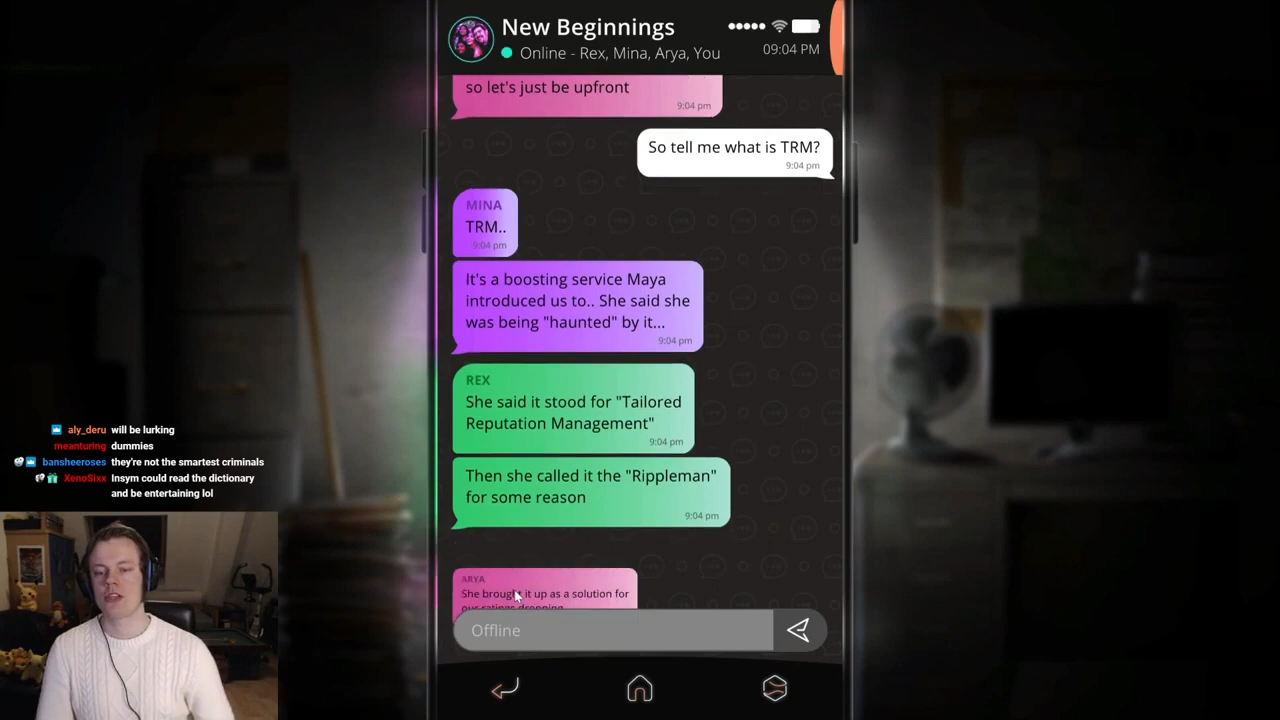 New Beginnings
Online - Rex, Mina, Arya, You
09:04 PM
so let's just be upfront
9:04 pm
So tell me what is TRM?
9:04 pm
MINA
TRM..
9:04 pm
It's a boosting service Maya
introduced us to.. She said she
was being "haunted" by it...
9:04 pm
REX
She said it stood for "Tailored
Reputation Management"
9:04 pm
Then she called it the "Rippleman"
for some reason
9:04 pm
ARYA
She brought it up as a solution for
our ratings dropping
Offline
aly_deru will be lurking
meanturing dummies
bansheeroses they're not the smartest criminals
XenoSixx Insym could read the dictionary
and be entertaining lol